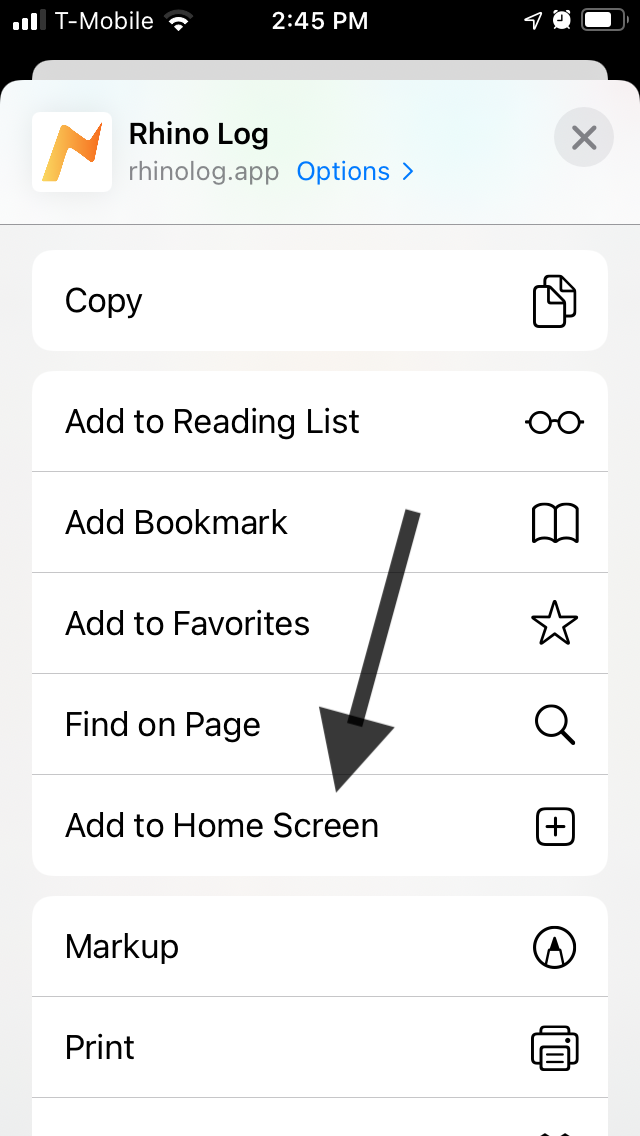 T-Mobile 2:45 PM
Rhino Log
rhinolog.app Options >
Copy
Add to Reading List
Add Bookmark
Add to Favorites
Find on Page
Add to Home Screen
Markup
Print